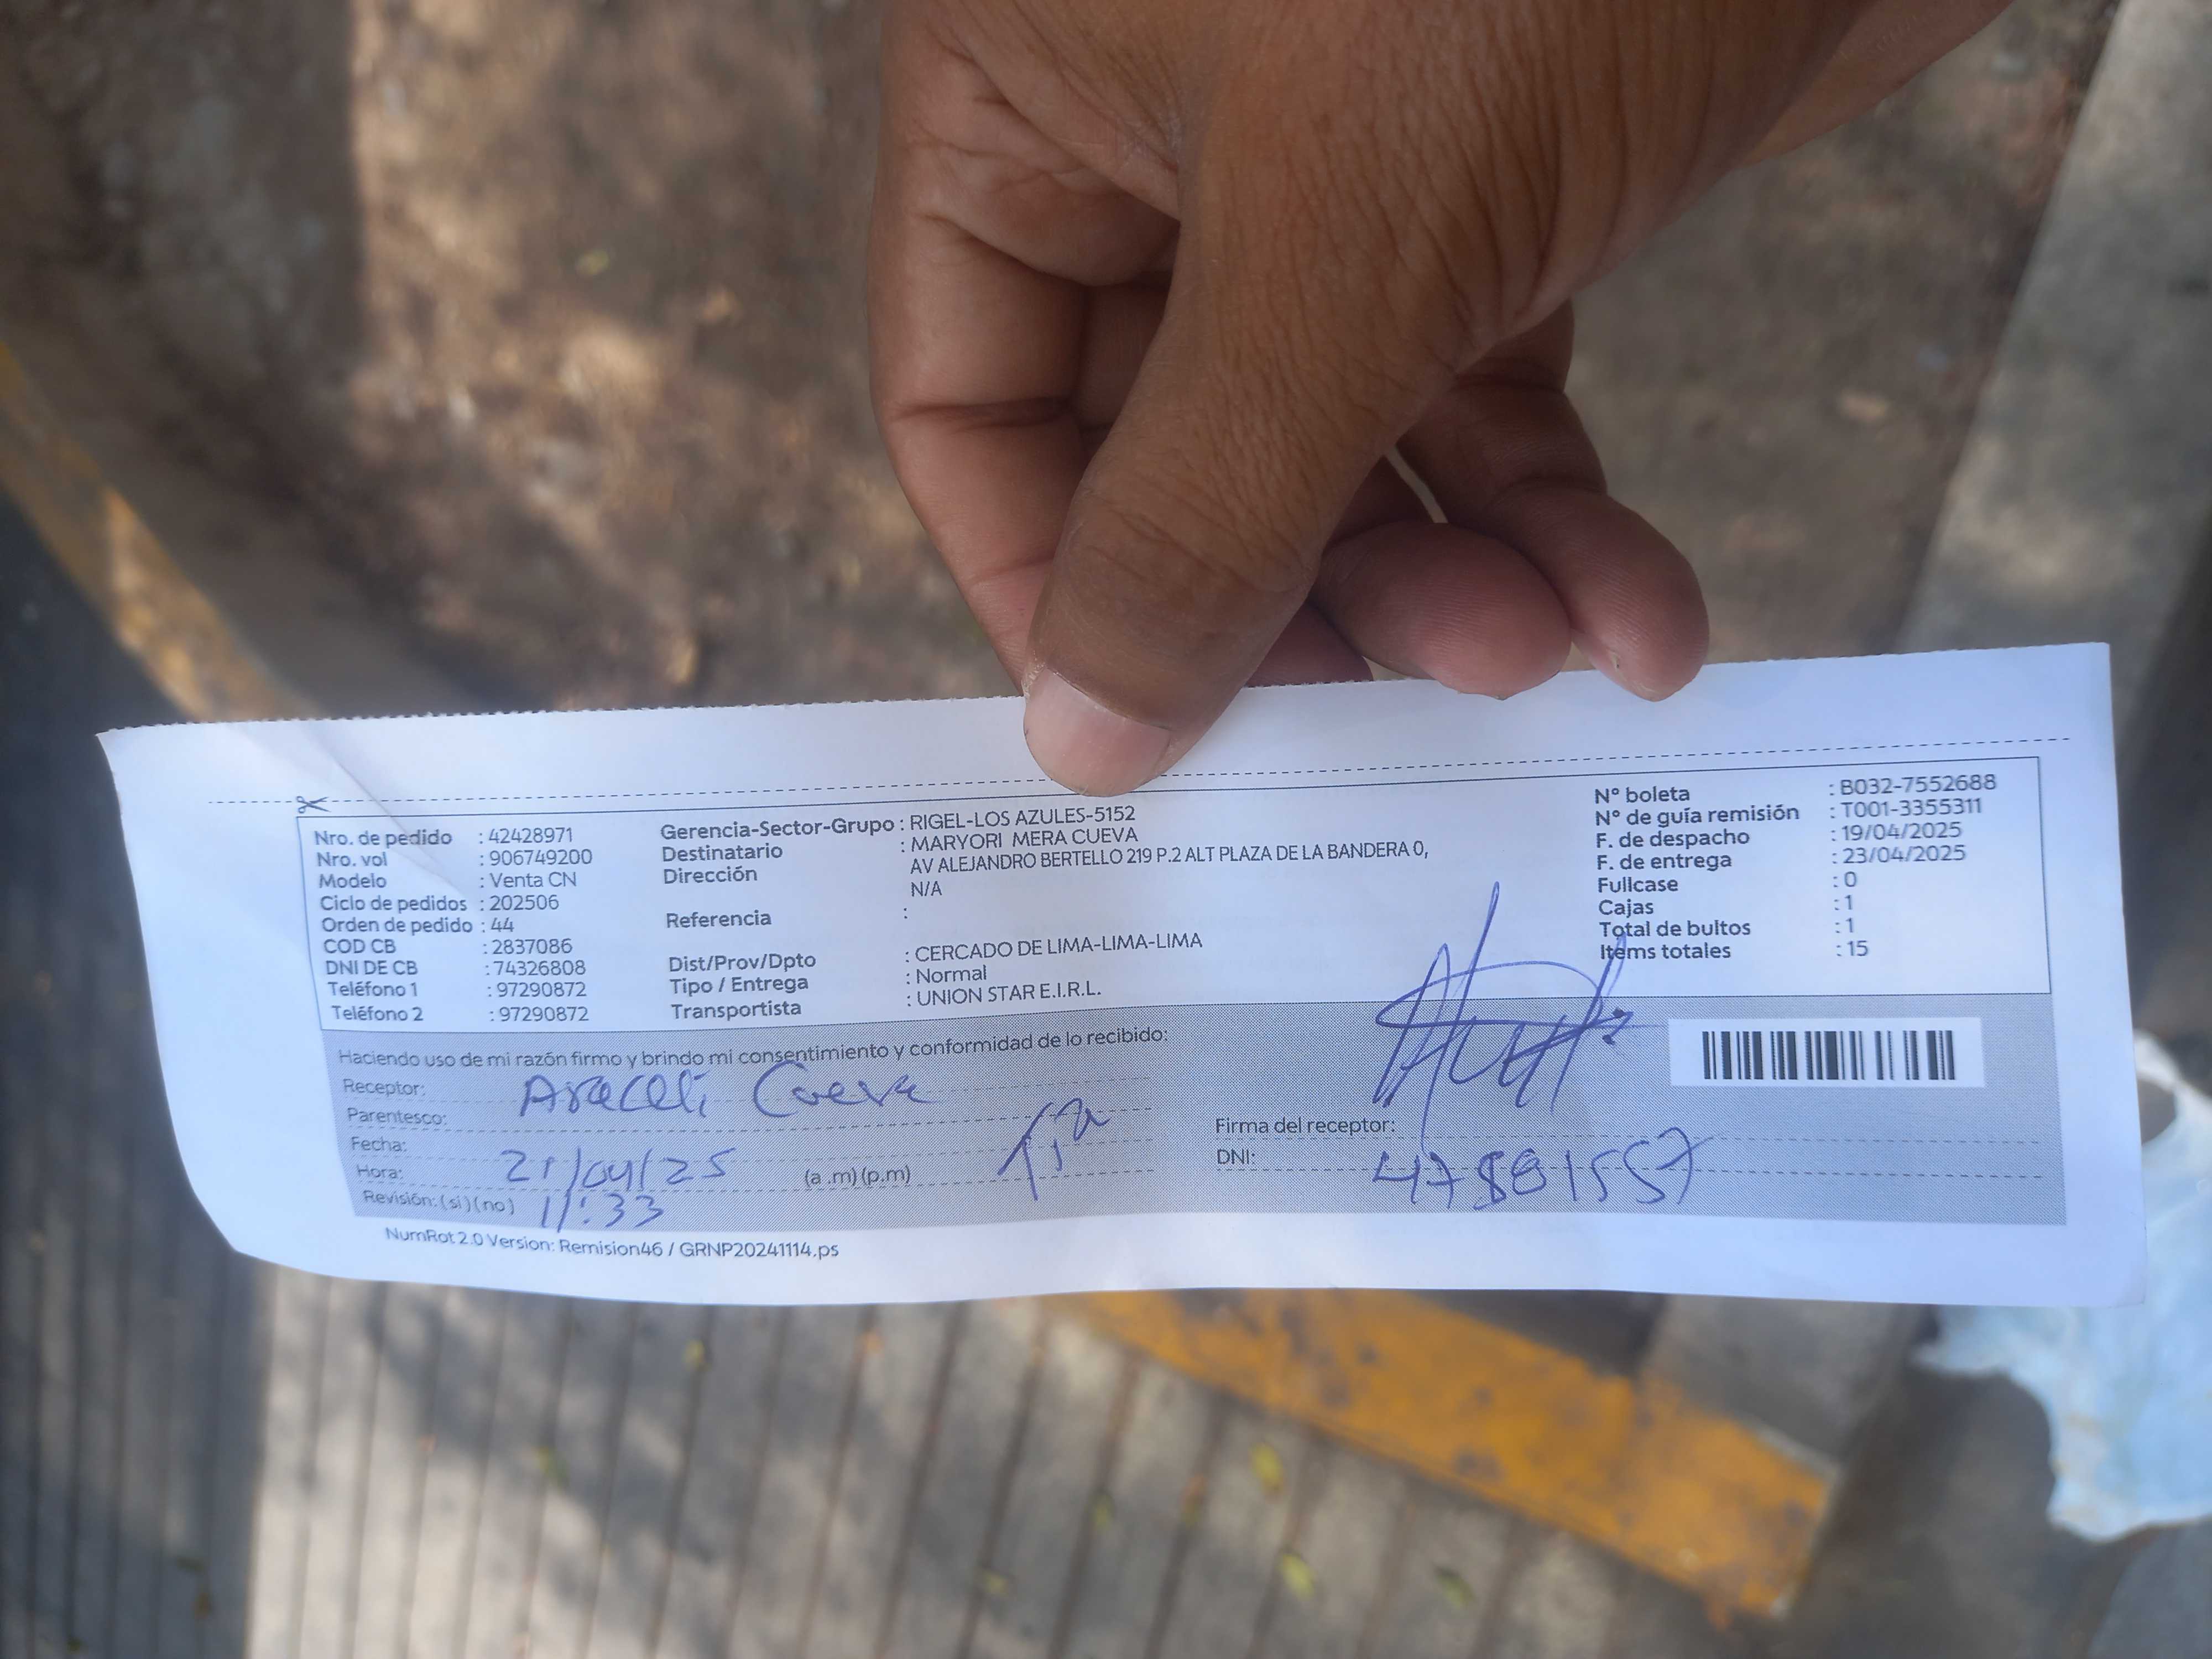 Nro. de pedido : 42428971
Nro. vol : 906749200
Modelo : Venta CN
Ciclo de pedidos : 202506
Orden de pedido : 44
COD CB : 2837086
DNI DE CB : 74326808
Teléfono 1 : 97290872
Teléfono 2 : 97290872
Gerencia-Sector-Grupo : RIGEL-LOS AZULES-5152
Destinatario : MARYORI MERA CUEVA
Dirección AV ALEJANDRO BERTELLO 219 P.2 ALT PLAZA DE LA BANDERA 0,
N/A
Referencia :
Dist/Prov/Dpto : CERCADO DE LIMA-LIMA-LIMA
Tipo / Entrega : Normal
Transportista : UNION STAR E.I.R.L.
N° boleta : B032-7552688
N° de guía remisión : T001-3355311
F. de despacho : 19/04/2025
F. de entrega : 23/04/2025
Fullcase : 0
Cajas : 1
Total de bultos : 1
Items totales : 15
Haciendo uso de mi razón firmo y brindo mi consentimiento y conformidad de lo recibido:
Receptor: Araceli Cueva
Parentesco: Tía
Fecha: 21/04/25
Hora: 11:33 (a .m) (p.m)
Revisión: (si) (no)
Firma del receptor:
DNI: 47881557
NumRot 2.0 Version: Remision46 / GRNP20241114.ps